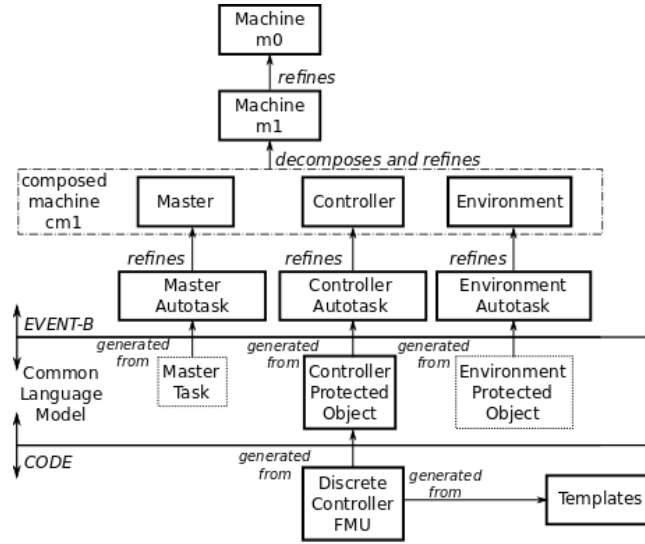 Machine
m0
refines
Machine
m1
decomposes and refines
composed
machine
cm1
Master
Controller
Environment
refines
refines
refines
Master
Autotask
Controller
Autotask
Environment
Autotask
EVENT-B
generated
from
generated
from
generated
from
Common
Language
Model
Master
Task
Controller
Protected
Object
Environment
Protected
Object
CODE
generated
from
Discrete
Controller
FMU
generated
from
Templates